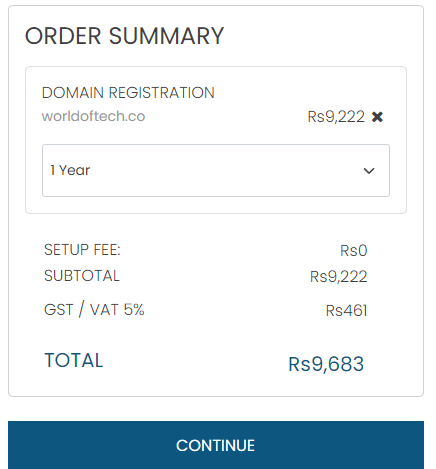 ORDER SUMMARY
DOMAIN REGISTRATION
worldoftech.co Rs9,222 ✖
1 Year
SETUP FEE: Rs0
SUBTOTAL Rs9,222
GST / VAT 5% Rs461
TOTAL Rs9,683
CONTINUE